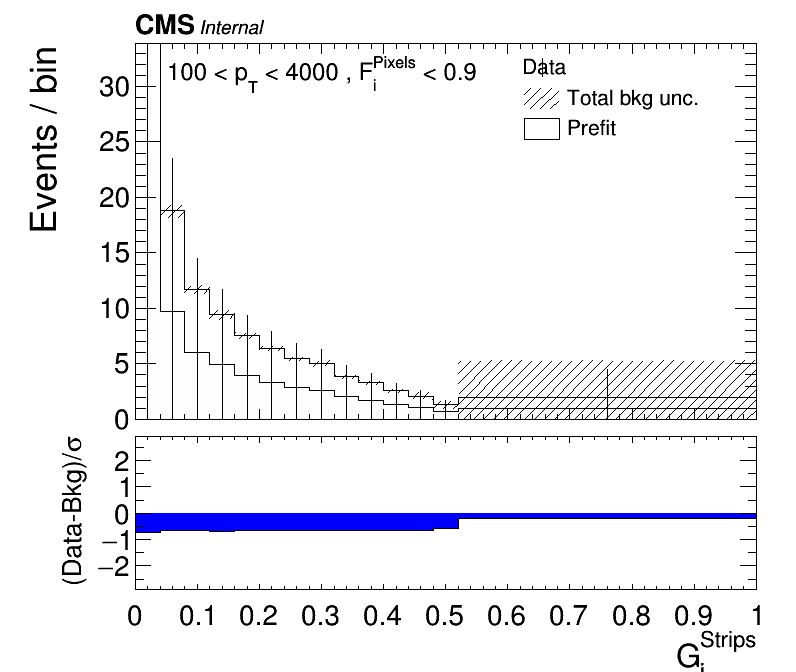 CMS Internal
100 < p_T < 4000 , F_i^Pixels < 0.9
Data
Total bkg unc.
Prefit
Events / bin
30
25
20
15
10
5
0
(Data-Bkg)/σ
2
1
0
−1
−2
0 0.1 0.2 0.3 0.4 0.5 0.6 0.7 0.8 0.9 1
G_i^Strips